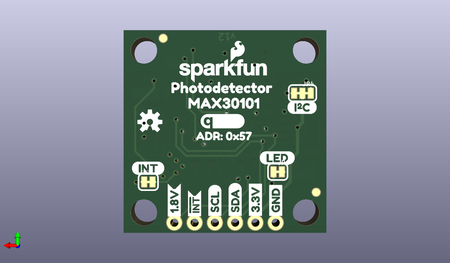 sparkfun
Photodetector
MAX30101
I²C
ADR: 0x57
LED
INT
1.8V
INT
SCL
SDA
3.3V
GND